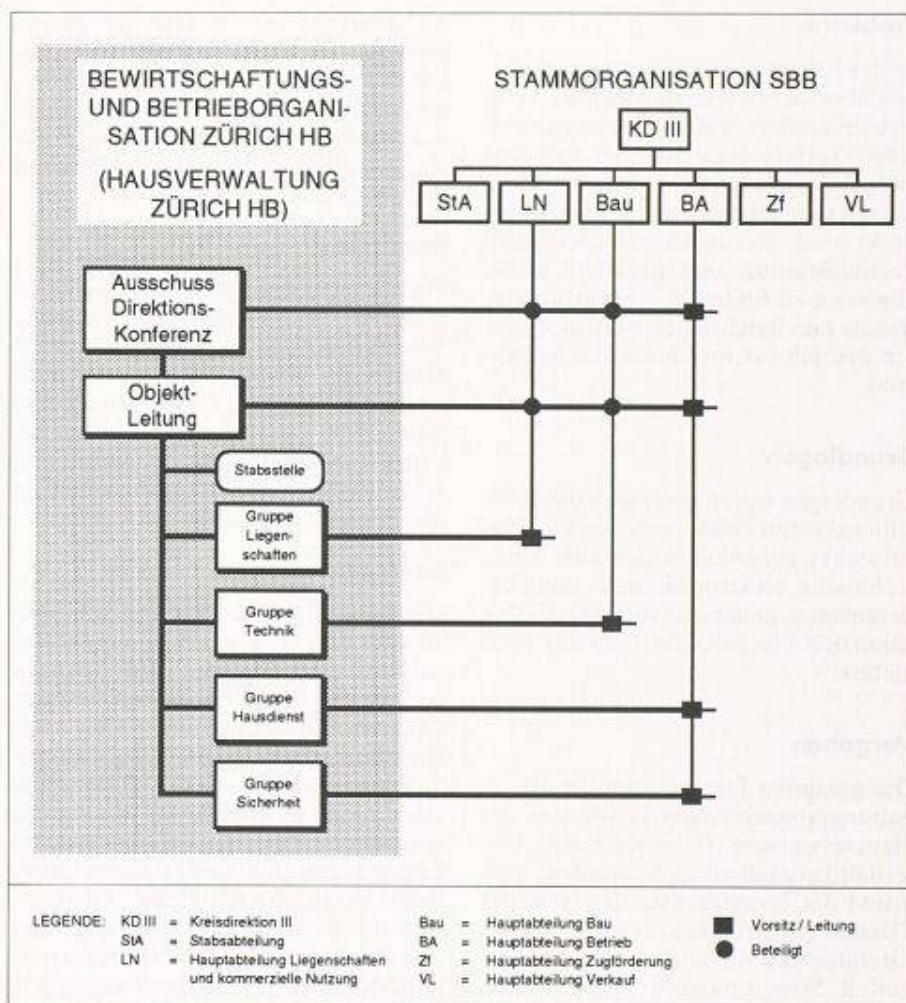 BEWIRTSCHAFTUNGS-
UND BETRIEBORGANI-
SATION ZÜRICH HB
(HAUSVERWALTUNG
ZÜRICH HB)
STAMMORGANISATION SBB
KD III
StA LN Bau BA Zf VL
Ausschuss
Direktions-
Konferenz
Objekt-
Leitung
Stabsstelle
Gruppe
Liegen-
schaften
Gruppe
Technik
Gruppe
Hausdienst
Gruppe
Sicherheit
LEGENDE: KD III = Kreisdirektion III
StA = Stabsabteilung
LN = Hauptabteilung Liegenschaften
und kommerzielle Nutzung
Bau = Hauptabteilung Bau
BA = Hauptabteilung Betrieb
Zf = Hauptabteilung Zugförderung
VL = Hauptabteilung Verkauf
Vorsitz / Leitung
Beteiligt